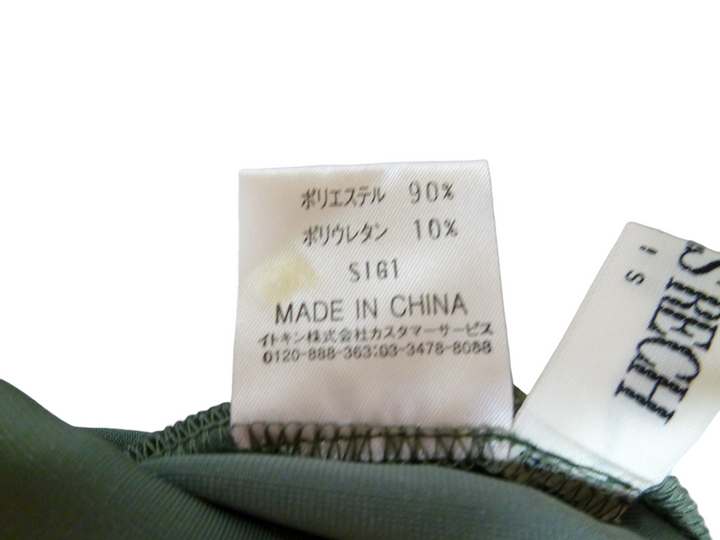 ポリエステル 90%
ポリウレタン 10%
SIG1
MADE IN CHINA
イトキン株式会社カスタマーサービス
0120-888-363:03-3478-8088
si